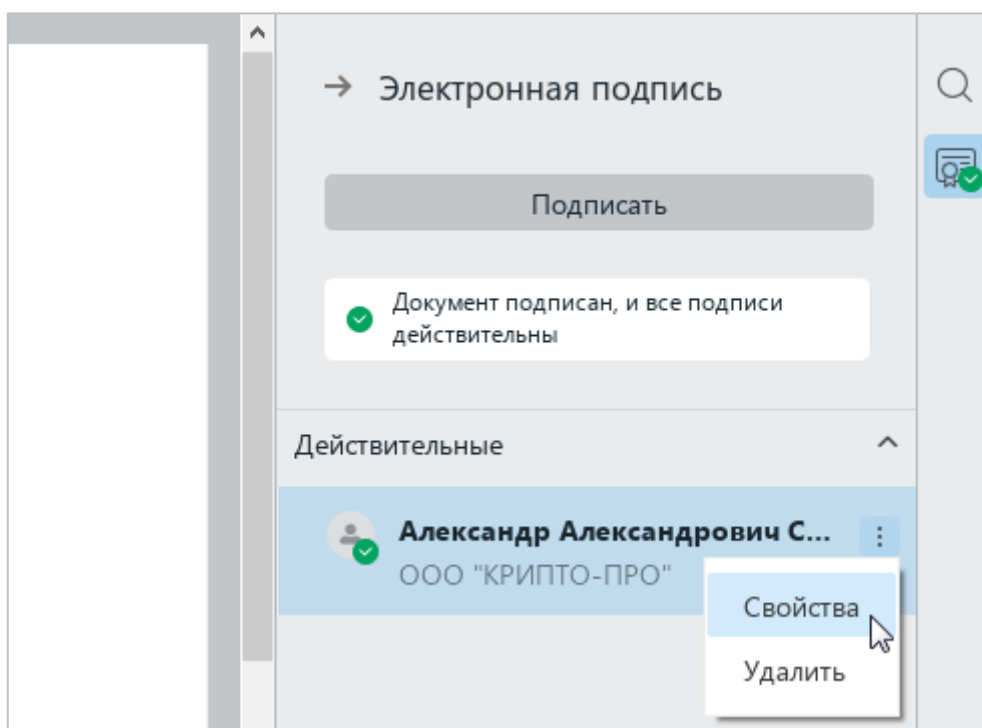 Электронная подпись
Подписать
Документ подписан, и все подписи
действительны
Действительные
Александр Александрович С...
ООО "КРИПТО-ПРО"
Свойства
Удалить